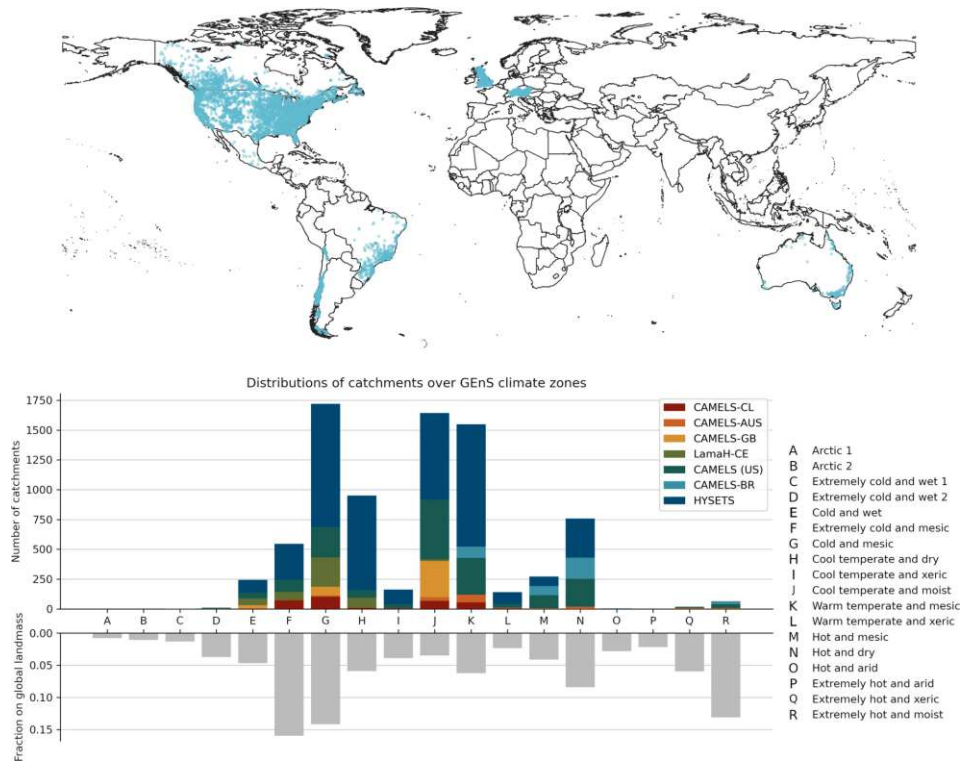 Distributions of catchments over GEnS climate zones
1750
1500
1250
1000
750
500
250
0
Number of catchments
CAMELS-CL
CAMELS-AUS
CAMELS-GB
LamaH-CE
CAMELS (US)
CAMELS-BR
HYSETS
A B C D E F G H I J K L M N O P Q R
0.00
0.05
0.10
0.15
Fraction on global landmass
A Arctic 1
B Arctic 2
C Extremely cold and wet 1
D Extremely cold and wet 2
E Cold and wet
F Extremely cold and mesic
G Cold and mesic
H Cool temperate and dry
I Cool temperate and xeric
J Cool temperate and moist
K Warm temperate and mesic
L Warm temperate and xeric
M Hot and mesic
N Hot and dry
O Hot and arid
P Extremely hot and arid
Q Extremely hot and xeric
R Extremely hot and moist